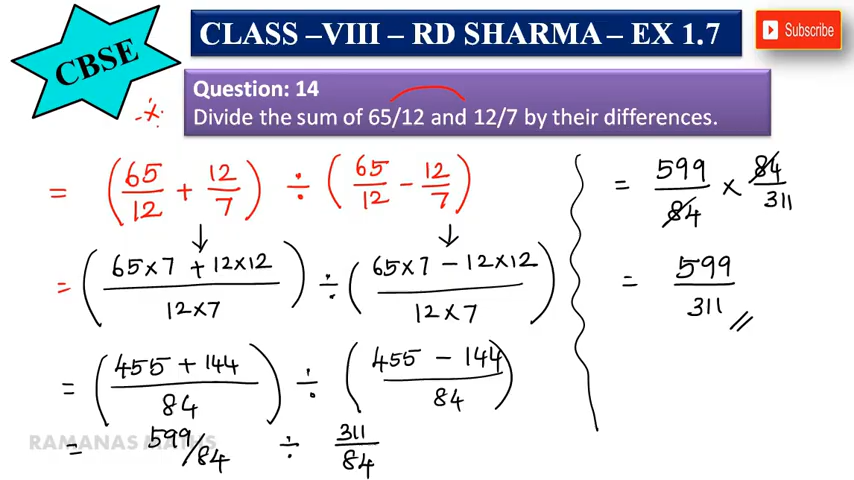 CBSE
CLASS –VIII – RD SHARMA – EX 1.7
Subscribe
Question: 14
Divide the sum of 65/12 and 12/7 by their differences.
-x:
= (65/12 + 12/7) ÷ (65/12 - 12/7)
= ((65×7 + 12×12)/(12×7)) ÷ ((65×7 - 12×12)/(12×7))
= ((455 + 144)/84) ÷ ((455 - 144)/84)
RAMANAS MATHS
= 599/84 ÷ 311/84
= 599/84 × 84/311
= 599/311 //